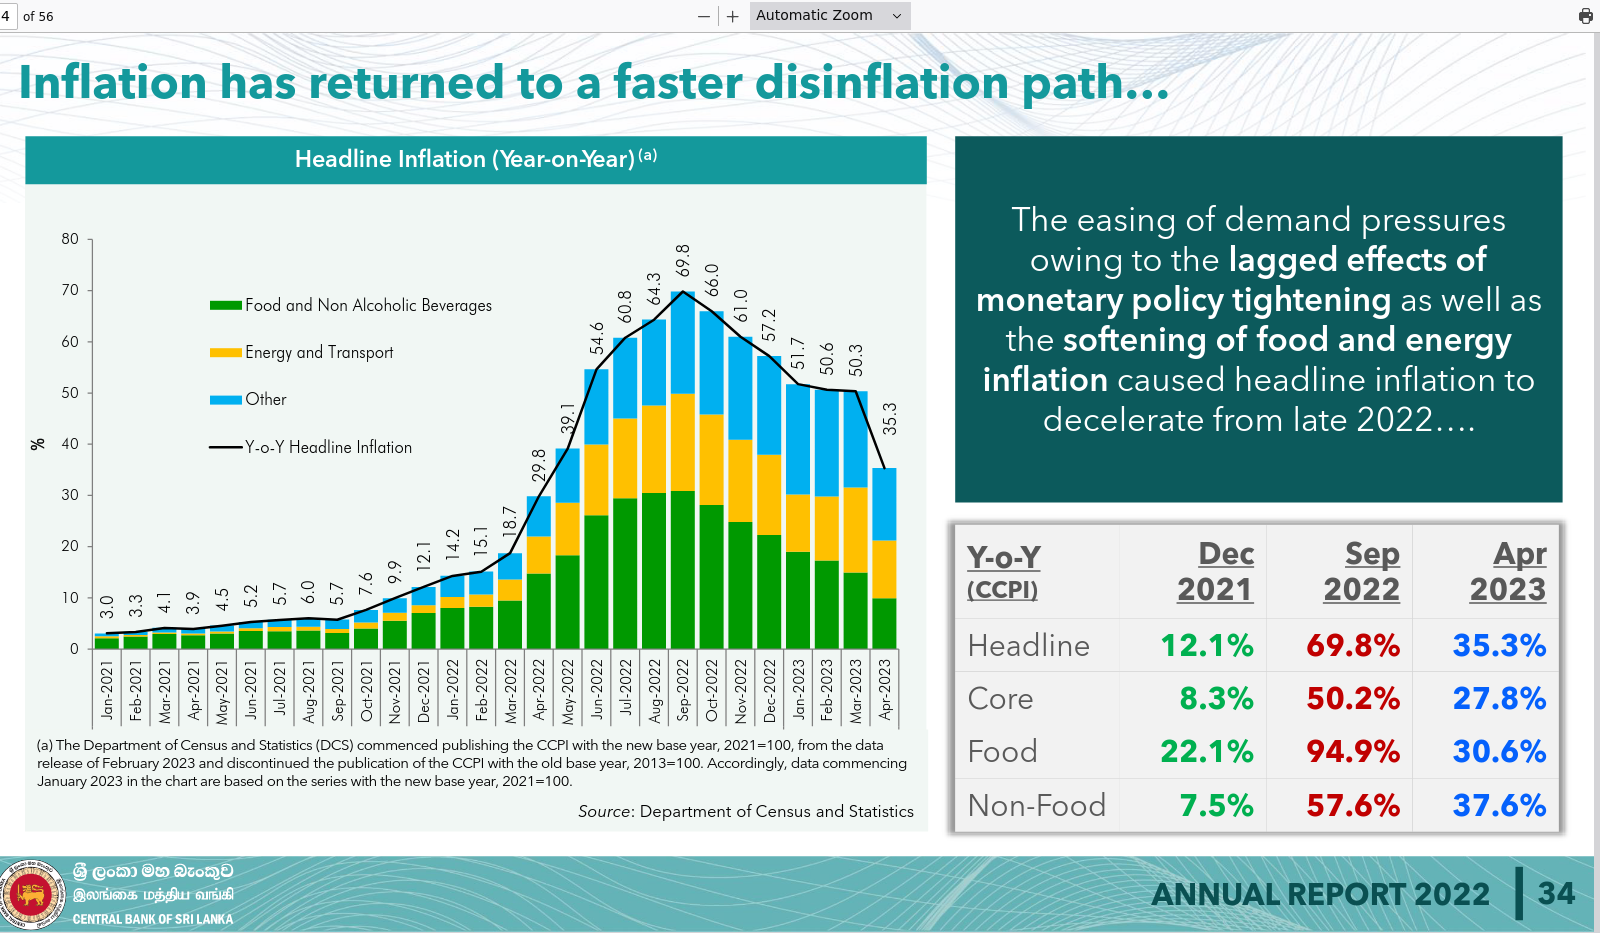 4 of 56
Automatic Zoom
Inflation has returned to a faster disinflation path...
Headline Inflation (Year-on-Year) (a)
80
70
60
50
40
30
20
10
0
%
Food and Non Alcoholic Beverages
Energy and Transport
Other
Y-o-Y Headline Inflation
3.0
3.3
4.1
3.9
4.5
5.2
5.7
6.0
5.7
7.6
9.9
12.1
14.2
15.1
18.7
29.8
39.1
54.6
60.8
64.3
69.8
66.0
61.0
57.2
51.7
50.6
50.3
35.3
Jan-2021
Feb-2021
Mar-2021
Apr-2021
May-2021
Jun-2021
Jul-2021
Aug-2021
Sep-2021
Oct-2021
Nov-2021
Dec-2021
Jan-2022
Feb-2022
Mar-2022
Apr-2022
May-2022
Jun-2022
Jul-2022
Aug-2022
Sep-2022
Oct-2022
Nov-2022
Dec-2022
Jan-2023
Feb-2023
Mar-2023
Apr-2023
(a) The Department of Census and Statistics (DCS) commenced publishing the CCPI with the new base year, 2021=100, from the data
release of February 2023 and discontinued the publication of the CCPI with the old base year, 2013=100. Accordingly, data commencing
January 2023 in the chart are based on the series with the new base year, 2021=100.
Source: Department of Census and Statistics
The easing of demand pressures
owing to the lagged effects of
monetary policy tightening as well as
the softening of food and energy
inflation caused headline inflation to
decelerate from late 2022....
Y-o-Y (CCPI) Dec 2021 Sep 2022 Apr 2023
Headline 12.1% 69.8% 35.3%
Core 8.3% 50.2% 27.8%
Food 22.1% 94.9% 30.6%
Non-Food 7.5% 57.6% 37.6%
ශ්‍රී ලංකා මහ බැංකුව
இலங்கை மத்திய வங்கி
CENTRAL BANK OF SRI LANKA
ANNUAL REPORT 2022 34